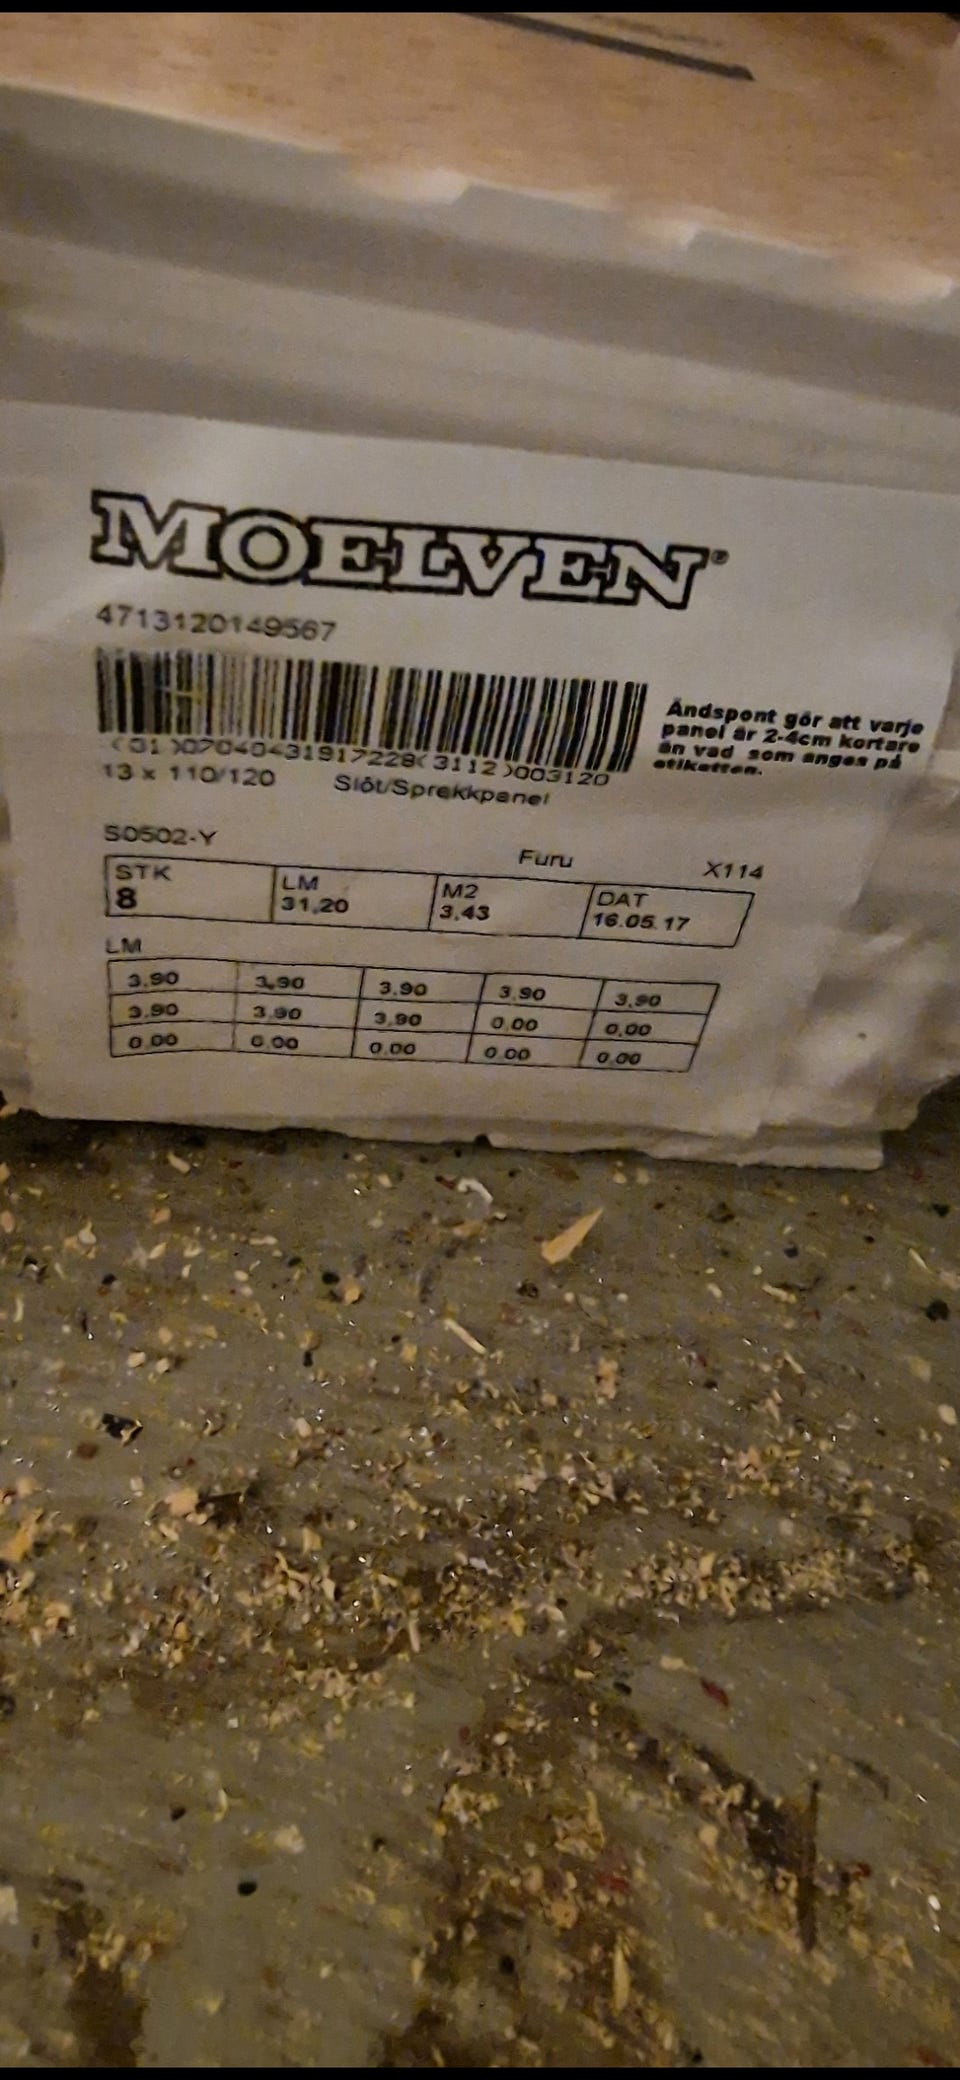 MOELVEN®
4713120149567
(01)07040431917228(3112)003120
Ändspont gör att varje
panel är 2-4cm kortare
än vad som anges på
etiketten.
13 x 110/120 Slöt/Sprekkpanel
S0502-Y Furu X114
STK LM M2 DAT
8 31,20 3,43 16.05.17
LM
3.90 3,90 3.90 3.90 3,90
3.90 3.90 3,90 0,00 0,00
0,00 0,00 0,00 0,00 0,00